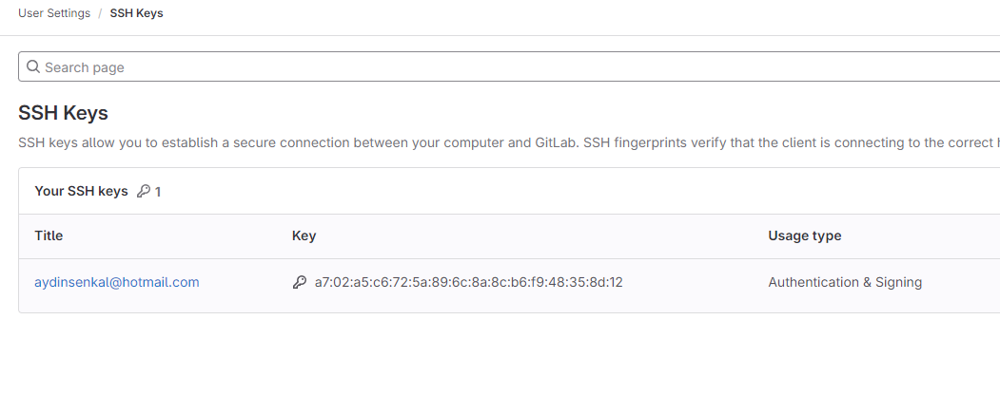 User Settings / SSH Keys
Search page
SSH Keys
SSH keys allow you to establish a secure connection between your computer and GitLab. SSH fingerprints verify that the client is connecting to the correct
Your SSH keys 1
Title Key Usage type
aydinsenkal@hotmail.com a7:02:a5:c6:72:5a:89:6c:8a:8c:b6:f9:48:35:8d:12 Authentication & Signing